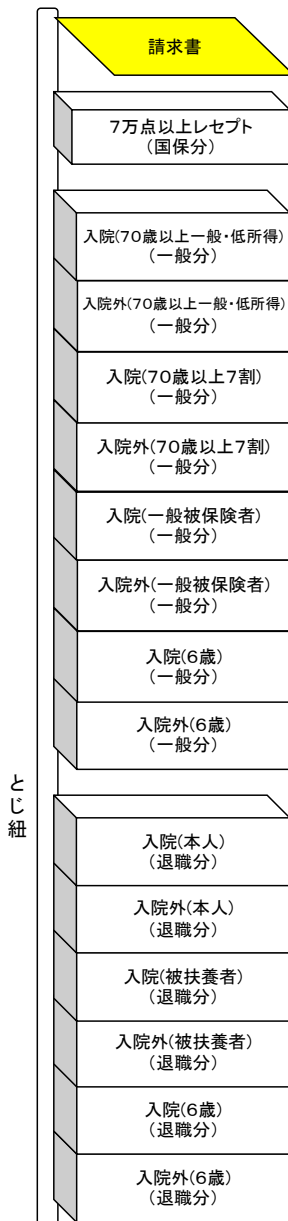 請求書
7万点以上レセプト
(国保分)
入院(70歳以上一般・低所得)
(一般分)
入院外(70歳以上一般・低所得)
(一般分)
入院(70歳以上7割)
(一般分)
入院外(70歳以上7割)
(一般分)
入院(一般被保険者)
(一般分)
入院外(一般被保険者)
(一般分)
入院(6歳)
(一般分)
入院外(6歳)
(一般分)
とじ紐
入院(本人)
(退職分)
入院外(本人)
(退職分)
入院(被扶養者)
(退職分)
入院外(被扶養者)
(退職分)
入院(6歳)
(退職分)
入院外(6歳)
(退職分)